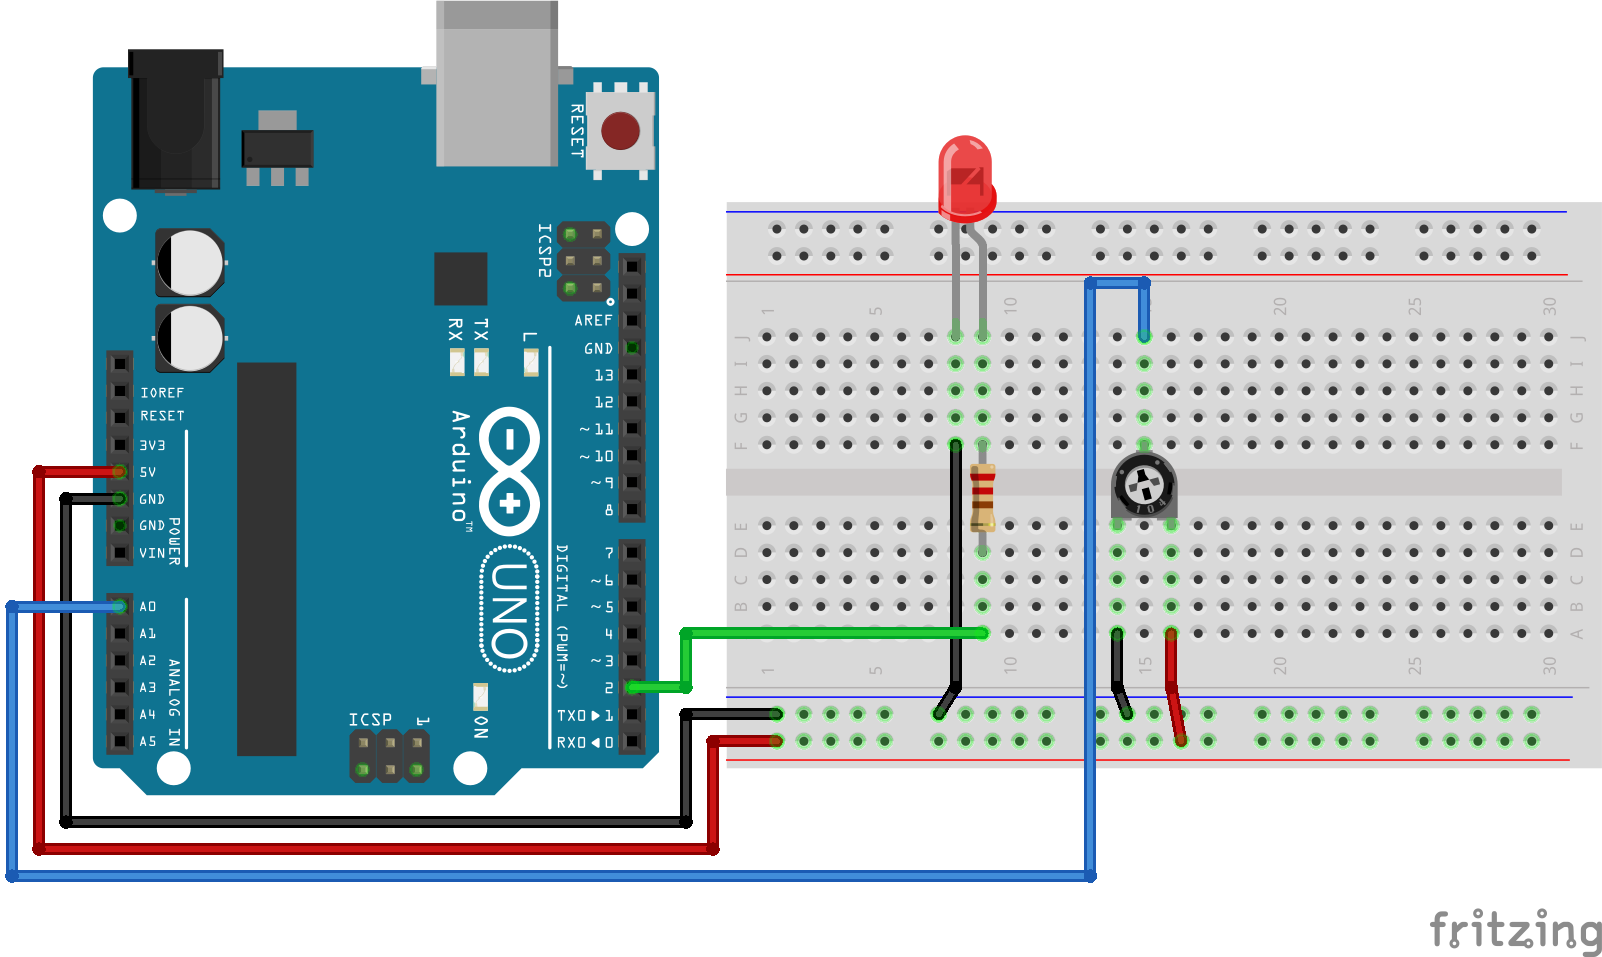 RESET
ICSP2
AREF
GND
13
12
~11
~10
~9
8
7
~6
~5
4
~3
2
TX0▶1
RX0◀0
DIGITAL (PWM=~)
RX
TX
L
IOREF
RESET
3V3
5V
GND
GND
VIN
POWER
A0
A1
A2
A3
A4
A5
ANALOG IN
Arduino™
UNO
ICSP
1
ON
1 5 10 15 20 25 30
J J
I I
H H
G G
F F
104
E E
D D
C C
B B
A A
1 5 10 15 20 25 30
fritzing